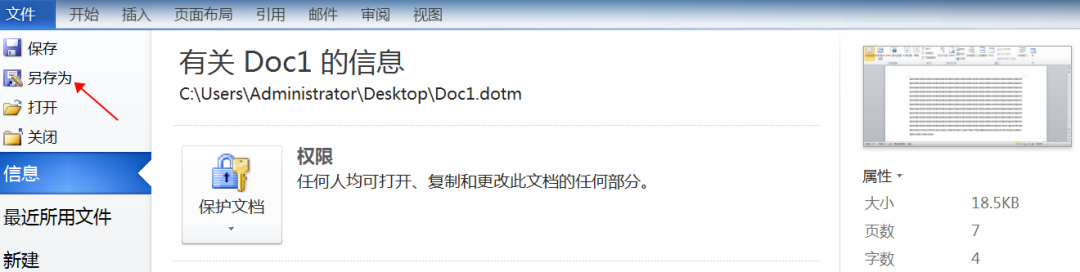 文件 开始 插入 页面布局 引用 邮件 审阅 视图
保存
另存为
打开
关闭
信息
最近所用文件
新建
有关 Doc1 的信息
C:\Users\Administrator\Desktop\Doc1.dotm
保护文档
权限
任何人均可打开、复制和更改此文档的任何部分。
属性
大小 18.5KB
页数 7
字数 4